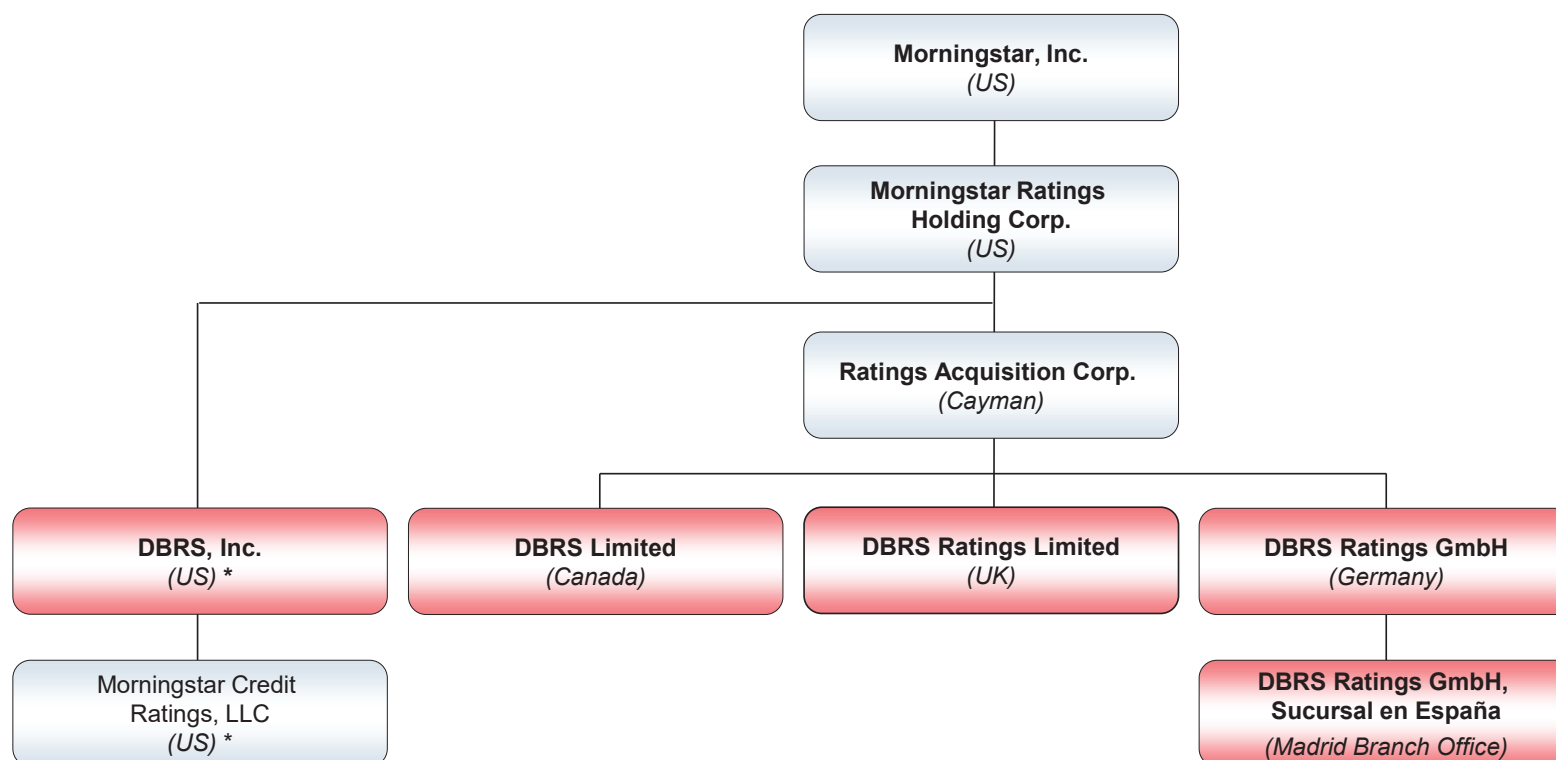 Morningstar, Inc.
(US)
Morningstar Ratings
Holding Corp.
(US)
Ratings Acquisition Corp.
(Cayman)
DBRS, Inc.
(US) *
DBRS Limited
(Canada)
DBRS Ratings Limited
(UK)
DBRS Ratings GmbH
(Germany)
Morningstar Credit
Ratings, LLC
(US) *
DBRS Ratings GmbH,
Sucursal en España
(Madrid Branch Office)